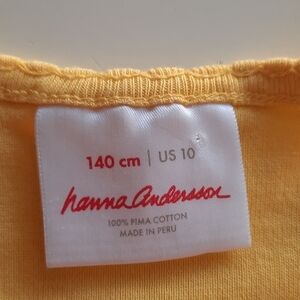 140 cm | US 10
hanna Andersson
100% PIMA COTTON
MADE IN PERU